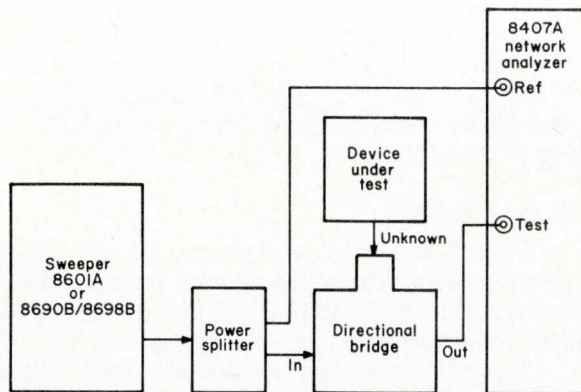 8407A
network
analyzer
Ref
Device
under
test
Test
Unknown
Sweeper
8601A
or
8690B/8698B
Power
splitter
In
Directional
bridge
Out